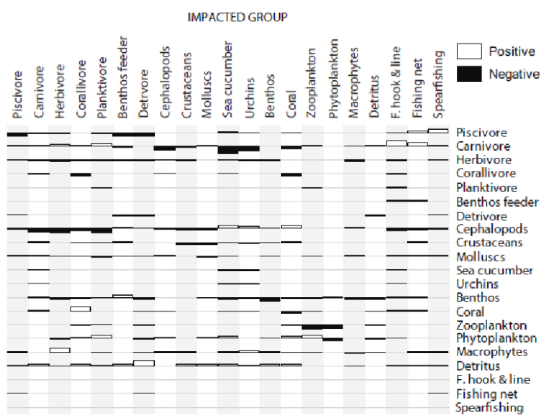 IMPACTED GROUP
Positive
Negative
Piscivore
Carnivore
Herbivore
Corallivore
Planktivore
Benthos feeder
Detrivore
Cephalopods
Crustaceans
Molluscs
Sea cucumber
Urchins
Benthos
Coral
Zooplankton
Phytoplankton
Macrophytes
Detritus
F. hook & line
Fishing net
Spearfishing
Piscivore
Carnivore
Herbivore
Corallivore
Planktivore
Benthos feeder
Detrivore
Cephalopods
Crustaceans
Molluscs
Sea cucumber
Urchins
Benthos
Coral
Zooplankton
Phytoplankton
Macrophytes
Detritus
F. hook & line
Fishing net
Spearfishing